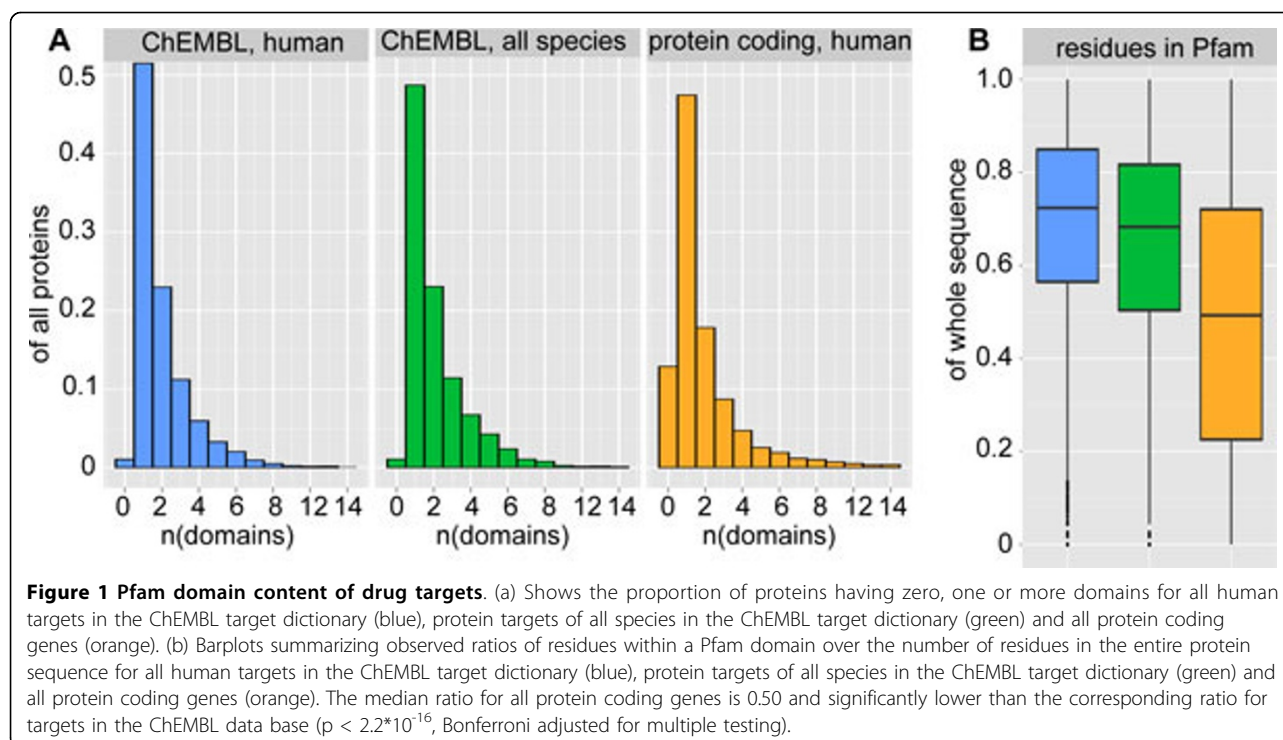 A
ChEMBL, human
ChEMBL, all species
protein coding, human
B
residues in Pfam
of all proteins
0.5
0.4
0.3
0.2
0.1
0
0 2 4 6 8 12 14
n(domains)
0 2 4 6 8 12 14
n(domains)
0 2 4 6 8 12 14
n(domains)
of whole sequence
1.0
0.8
0.6
0.4
0.2
0
Figure 1 Pfam domain content of drug targets. (a) Shows the proportion of proteins having zero, one or more domains for all human
targets in the ChEMBL target dictionary (blue), protein targets of all species in the ChEMBL target dictionary (green) and all protein coding
genes (orange). (b) Barplots summarizing observed ratios of residues within a Pfam domain over the number of residues in the entire protein
sequence for all human targets in the ChEMBL target dictionary (blue), protein targets of all species in the ChEMBL target dictionary (green) and
all protein coding genes (orange). The median ratio for all protein coding genes is 0.50 and significantly lower than the corresponding ratio for
targets in the ChEMBL data base (p < 2.2*10⁻¹⁶, Bonferroni adjusted for multiple testing).